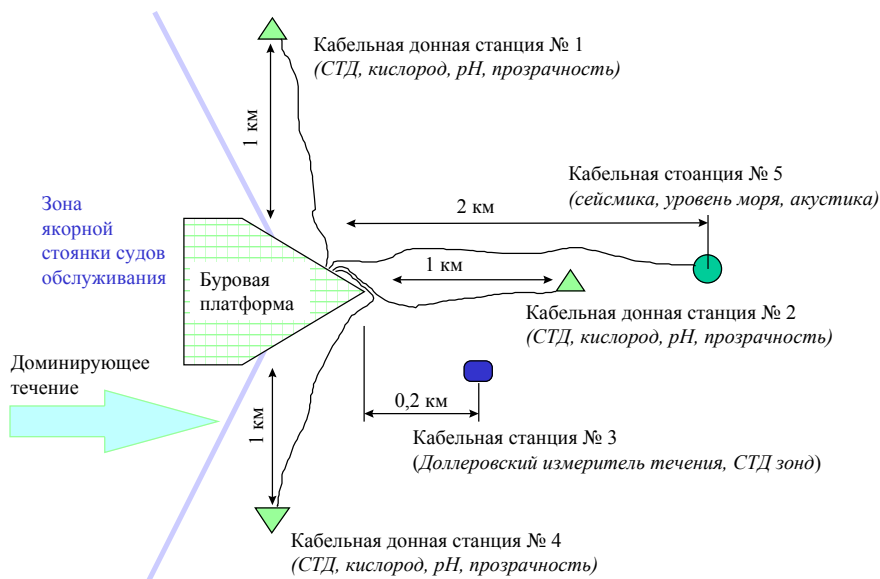 Кабельная донная станция № 1
(СТД, кислород, рН, прозрачность)
1 км
Кабельная стоанция № 5
(сейсмика, уровень моря, акустика)
Зона
якорной
стоянки судов
обслуживания
2 км
Буровая
платформа
1 км
Кабельная донная станция № 2
(СТД, кислород, рН, прозрачность)
Доминирующее
течение
0,2 км
1 км
Кабельная станция № 3
(Доллеровский измеритель течения, СТД зонд)
Кабельная донная станция № 4
(СТД, кислород, рН, прозрачность)